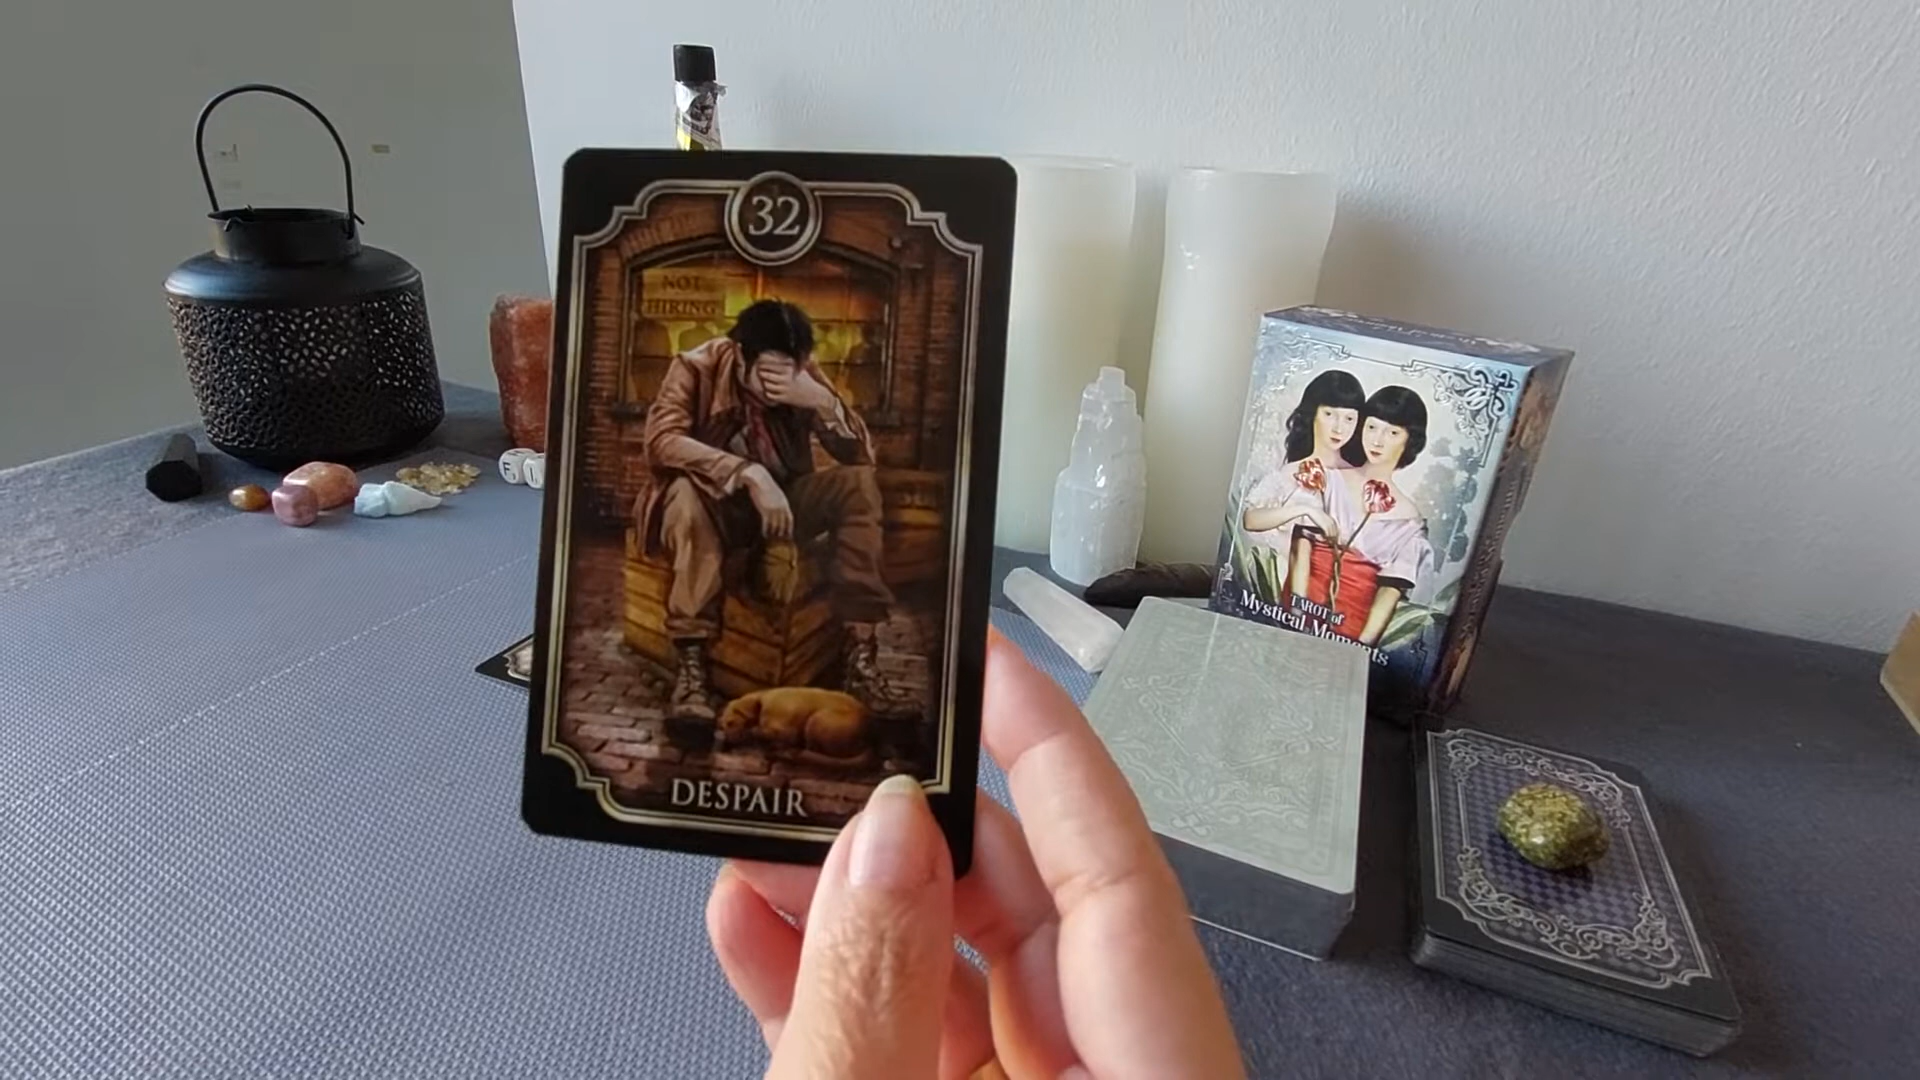 32
NOT
HIRING
DESPAIR
TAROT of
Mystical Moments
F